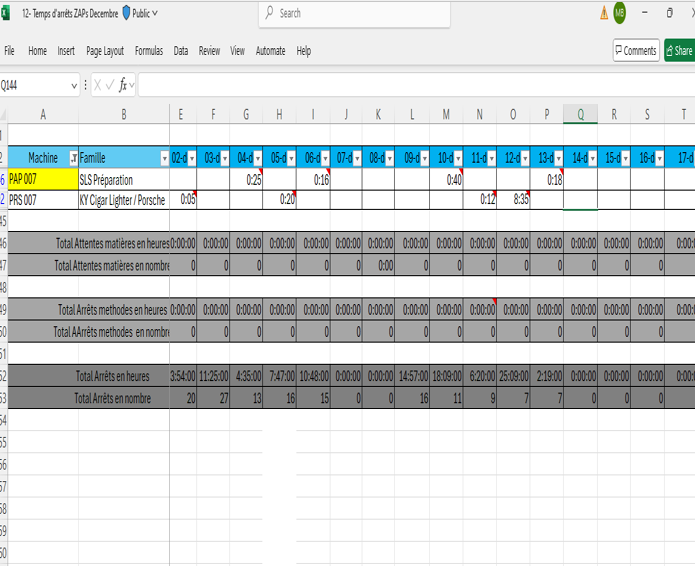 12- Temps d'arrêts ZAPs Decembre Public Search MB
File Home Insert Page Layout Formulas Data Review View Automate Help Comments Share
Q144 fx
A B E F G H I J K L M N O P Q R S T
Machine Famille 02-d 03-d 04-d 05-d 06-d 07-d 08-d 09-d 10-d 11-d 12-d 13-d 14-d 15-d 16-d 17-d
PAP 007 SLS Préparation 0:25 0:16 0:40 0:18
PRS 007 KY Cigar Lighter / Porsche 0:05 0:20 0:12 8:35
45
46 Total Attentes matières en heures 0:00:00 0:00:00 0:00:00 0:00:00 0:00:00 0:00:00 0:00:00 0:00:00 0:00:00 0:00:00 0:00:00 0:00:00 0:00:00 0:00:00 0:00:00 0:00:
47 Total Attentes matières en nombre 0 0 0 0 0 0 0:00 0 0 0 0 0 0 0 0
48
49 Total Arrêts methodes en heures 0:00:00 0:00:00 0:00:00 0:00:00 0:00:00 0:00:00 0:00:00 0:00:00 0:00:00 0:00:00 0:00:00 0:00:00 0:00:00 0:00:00 0:00:00 0:00:
50 Total AArrêts methodes en nombr 0 0 0 0 0 0 0 0 0 0 0 0 0 0 0
51
52 Total Arrêts en heures 3:54:00 11:25:00 4:35:00 7:47:00 10:48:00 0:00:00 0:00:00 14:57:00 18:09:00 6:20:00 25:09:00 2:19:00 0:00:00 0:00:00 0:00:00 0:00:
53 Total Arrêts en nombre 20 27 13 16 15 0 0 16 11 9 7 7 0 0 0
54
55
56
57
58
59
60